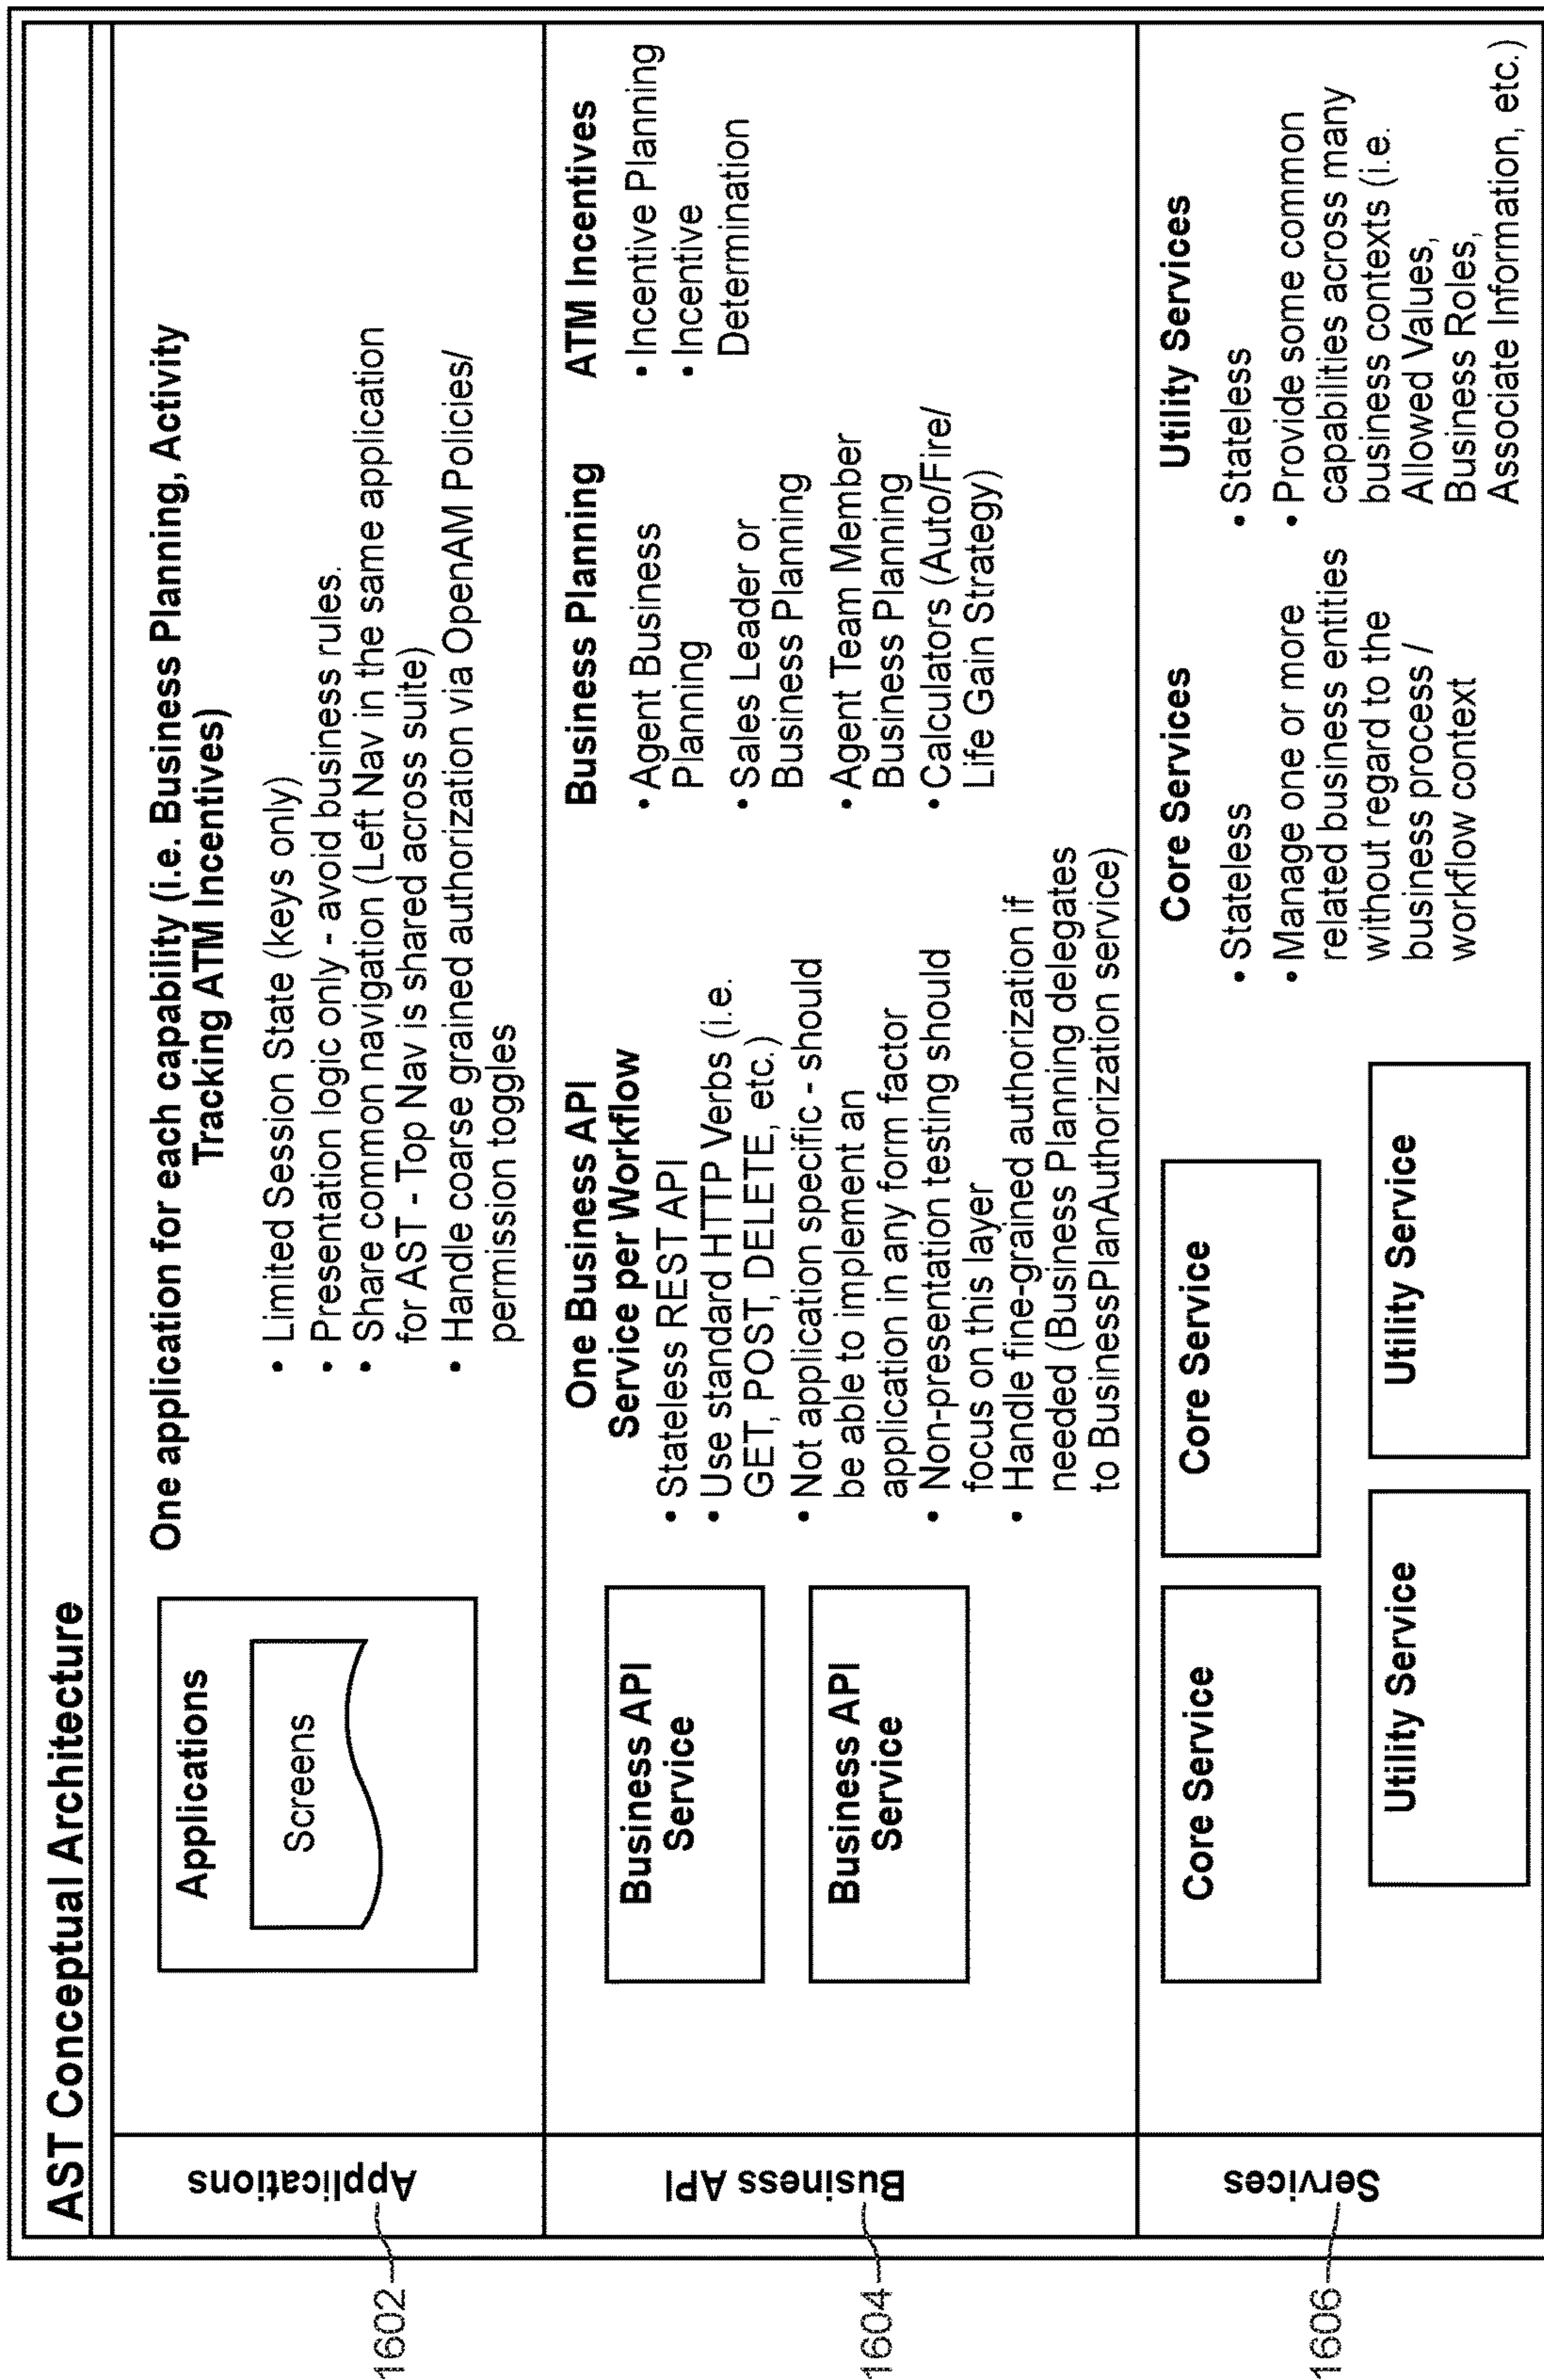 AST Conceptual Architecture
1602
Applications
Applications
Screens
One application for each capability (i.e. Business Planning, Activity
Tracking ATM Incentives)
• Limited Session State (keys only)
• Presentation logic only - avoid business rules.
• Share common navigation (Left Nav in the same application
for AST - Top Nav is shared across suite)
• Handle coarse grained authorization via OpenAM Policies/
permission toggles
1604
Business API
Business API
Service
Business API
Service
One Business API
Service per Workflow
• Stateless REST API
• Use standard HTTP Verbs (i.e.
GET, POST, DELETE, etc.)
• Not application specific - should
be able to implement an
application in any form factor
• Non-presentation testing should
focus on this layer
• Handle fine-grained authorization if
needed (Business Planning delegates
to BusinessPlanAuthorization service)
Business Planning
• Agent Business
Planning
• Sales Leader or
Business Planning
• Agent Team Member
Business Planning
• Calculators (Auto/Fire/
Life Gain Strategy)
ATM Incentives
• Incentive Planning
• Incentive
Determination
1606
Services
Core Service
Core Service
Utility Service
Utility Service
Core Services
• Stateless
• Manage one or more
related business entities
without regard to the
business process /
workflow context
Utility Services
• Stateless
• Provide some common
capabilities across many
business contexts (i.e.
Allowed Values,
Business Roles,
Associate Information, etc.)